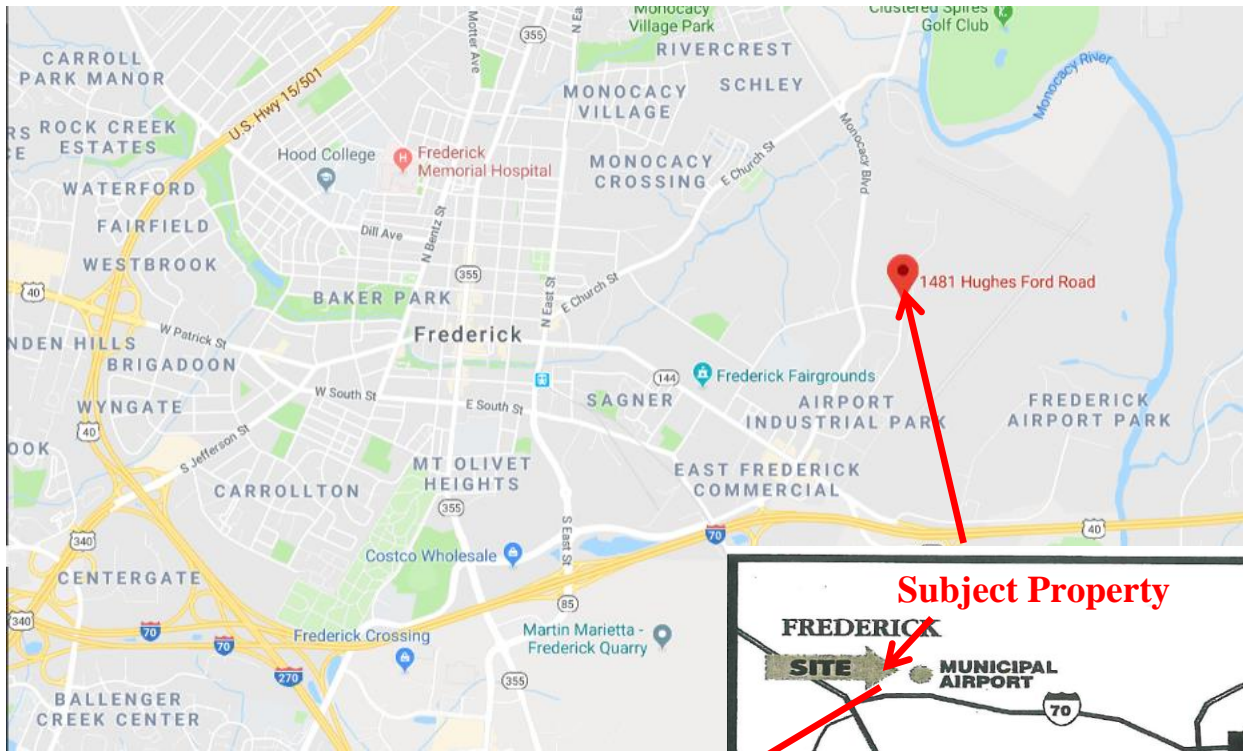 MONOCACY
Village Park
Clustered Spires
Golf Club
Motter Ave
N East St
355
RIVERCREST
CARROLL
PARK MANOR
U.S. Hwy 15/501
MONOCACY
VILLAGE
SCHLEY
Monocacy River
Monocacy Blvd
ROCK CREEK
ESTATES
Hood College
H
Frederick
Memorial Hospital
MONOCACY
CROSSING
E Church St
WATERFORD
FAIRFIELD
Dill Ave
N Bentz St
WESTBROOK
355
1481 Hughes Ford Road
40
BAKER PARK
N East St
E Church St
W Patrick St
Frederick
NDEN HILLS
BRIGADOON
144
Frederick Fairgrounds
W South St
E South St
SAGNER
AIRPORT
INDUSTRIAL PARK
FREDERICK
AIRPORT PARK
WYNGATE
40
OOK
S Jefferson St
MT OLIVET
HEIGHTS
EAST FREDERICK
COMMERCIAL
CARROLLTON
355
S East St
70
40
340
Costco Wholesale
CENTERGATE
85
340
70
70
Frederick Crossing
Martin Marietta -
Frederick Quarry
270
355
BALLENGER
CREEK CENTER
Subject Property
FREDERICK
SITE
MUNICIPAL
AIRPORT
70